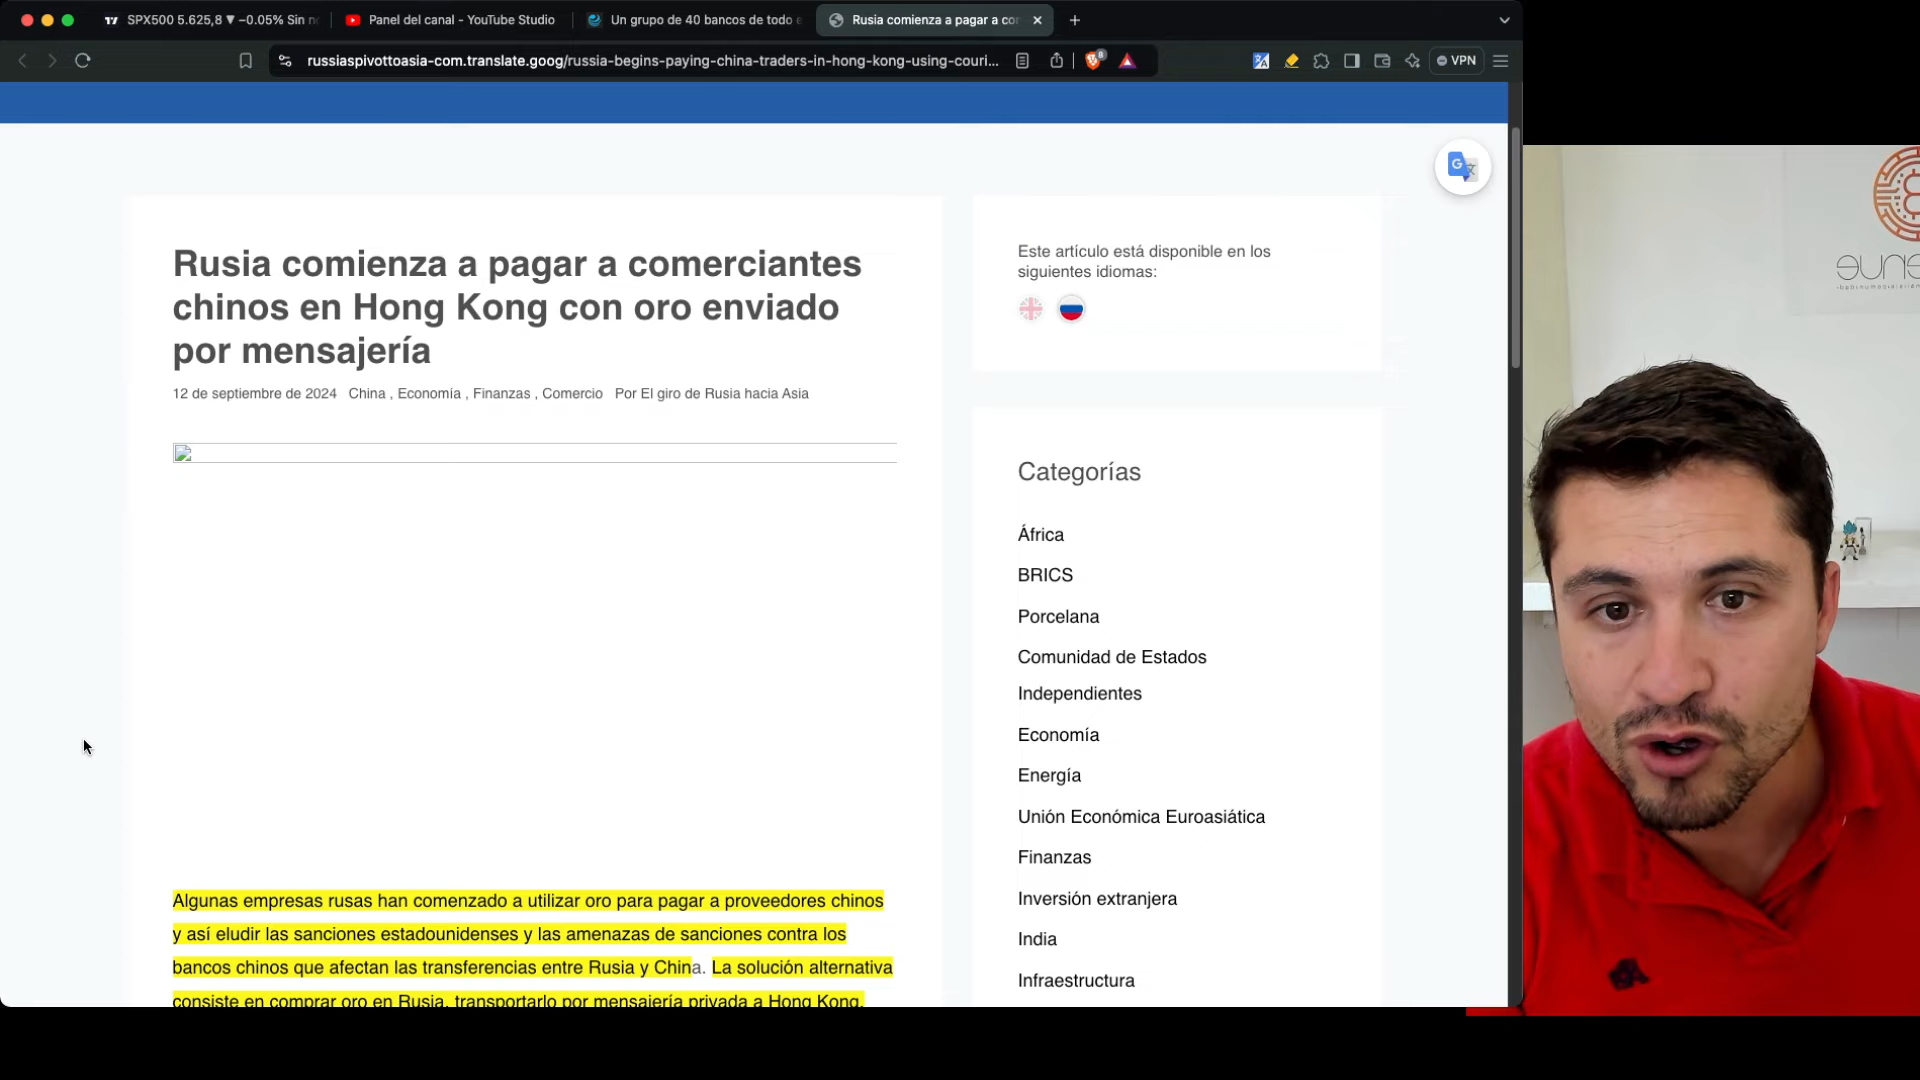 SPX500 5.625,8 ▼ −0.05% Sin n
Panel del canal - YouTube Studio
Un grupo de 40 bancos de todo e
Rusia comienza a pagar a co
russiaspivottoasia-com.translate.goog/russia-begins-paying-china-traders-in-hong-kong-using-couri...
8
VPN
Rusia comienza a pagar a comerciantes
chinos en Hong Kong con oro enviado
por mensajería
12 de septiembre de 2024 China , Economía , Finanzas , Comercio Por El giro de Rusia hacia Asia
Algunas empresas rusas han comenzado a utilizar oro para pagar a proveedores chinos
y así eludir las sanciones estadounidenses y las amenazas de sanciones contra los
bancos chinos que afectan las transferencias entre Rusia y China. La solución alternativa
consiste en comprar oro en Rusia, transportarlo por mensajería privada a Hong Kong,
Este artículo está disponible en los
siguientes idiomas:
Categorías
África
BRICS
Porcelana
Comunidad de Estados
Independientes
Economía
Energía
Unión Económica Euroasiática
Finanzas
Inversión extranjera
India
Infraestructura